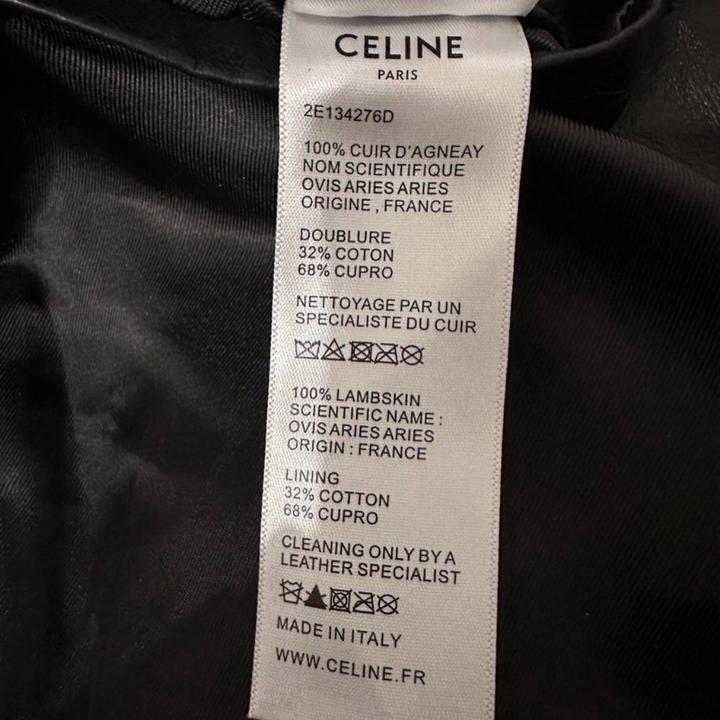 CELINE
PARIS
2E134276D
100% CUIR D'AGNEAY
NOM SCIENTIFIQUE
OVIS ARIES ARIES
ORIGINE , FRANCE
DOUBLURE
32% COTON
68% CUPRO
NETTOYAGE PAR UN
SPECIALISTE DU CUIR
100% LAMBSKIN
SCIENTIFIC NAME :
OVIS ARIES ARIES
ORIGIN : FRANCE
LINING
32% COTTON
68% CUPRO
CLEANING ONLY BY A
LEATHER SPECIALIST
MADE IN ITALY
WWW.CELINE.FR